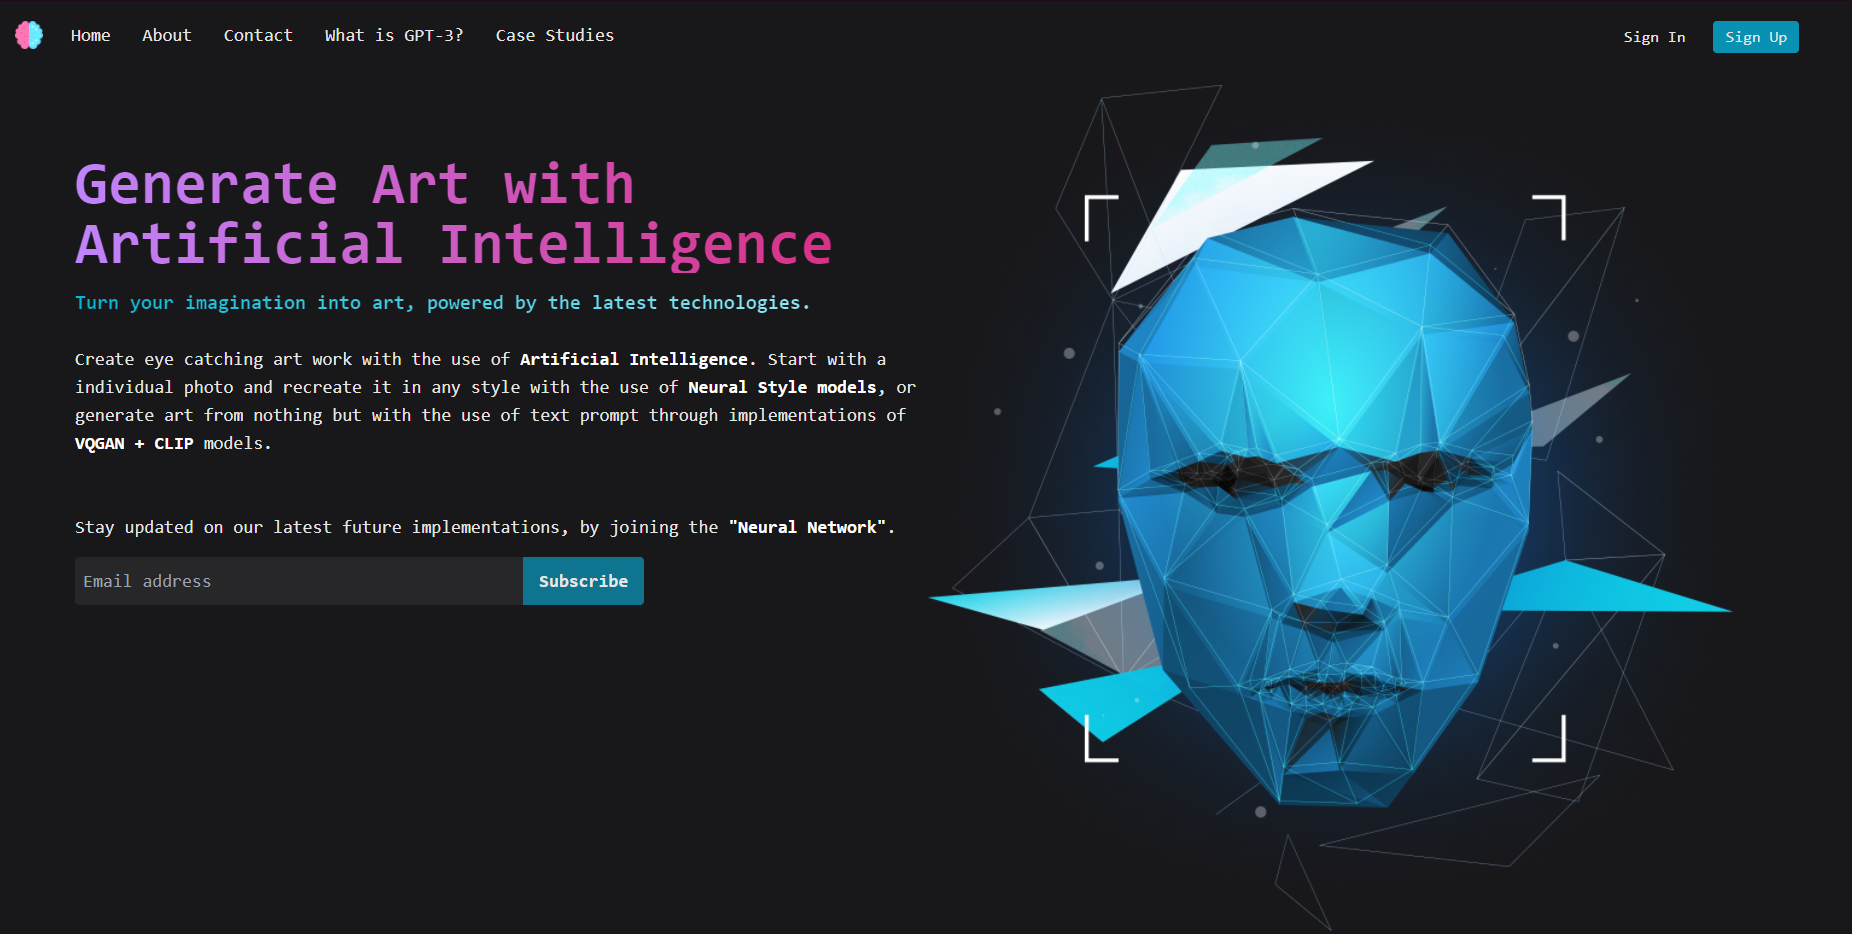 Home About Contact What is GPT-3? Case Studies Sign In Sign Up
Generate Art with
Artificial Intelligence
Turn your imagination into art, powered by the latest technologies.
Create eye catching art work with the use of Artificial Intelligence. Start with a
individual photo and recreate it in any style with the use of Neural Style models, or
generate art from nothing but with the use of text prompt through implementations of
VQGAN + CLIP models.
Stay updated on our latest future implementations, by joining the "Neural Network".
Email address Subscribe